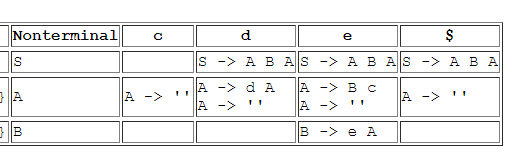 Nonterminal c d e $
S S -> A B A S -> A B A S -> A B A
} A A -> '' A -> d A A -> '' A -> B c A -> '' A -> ''
} B B -> e A